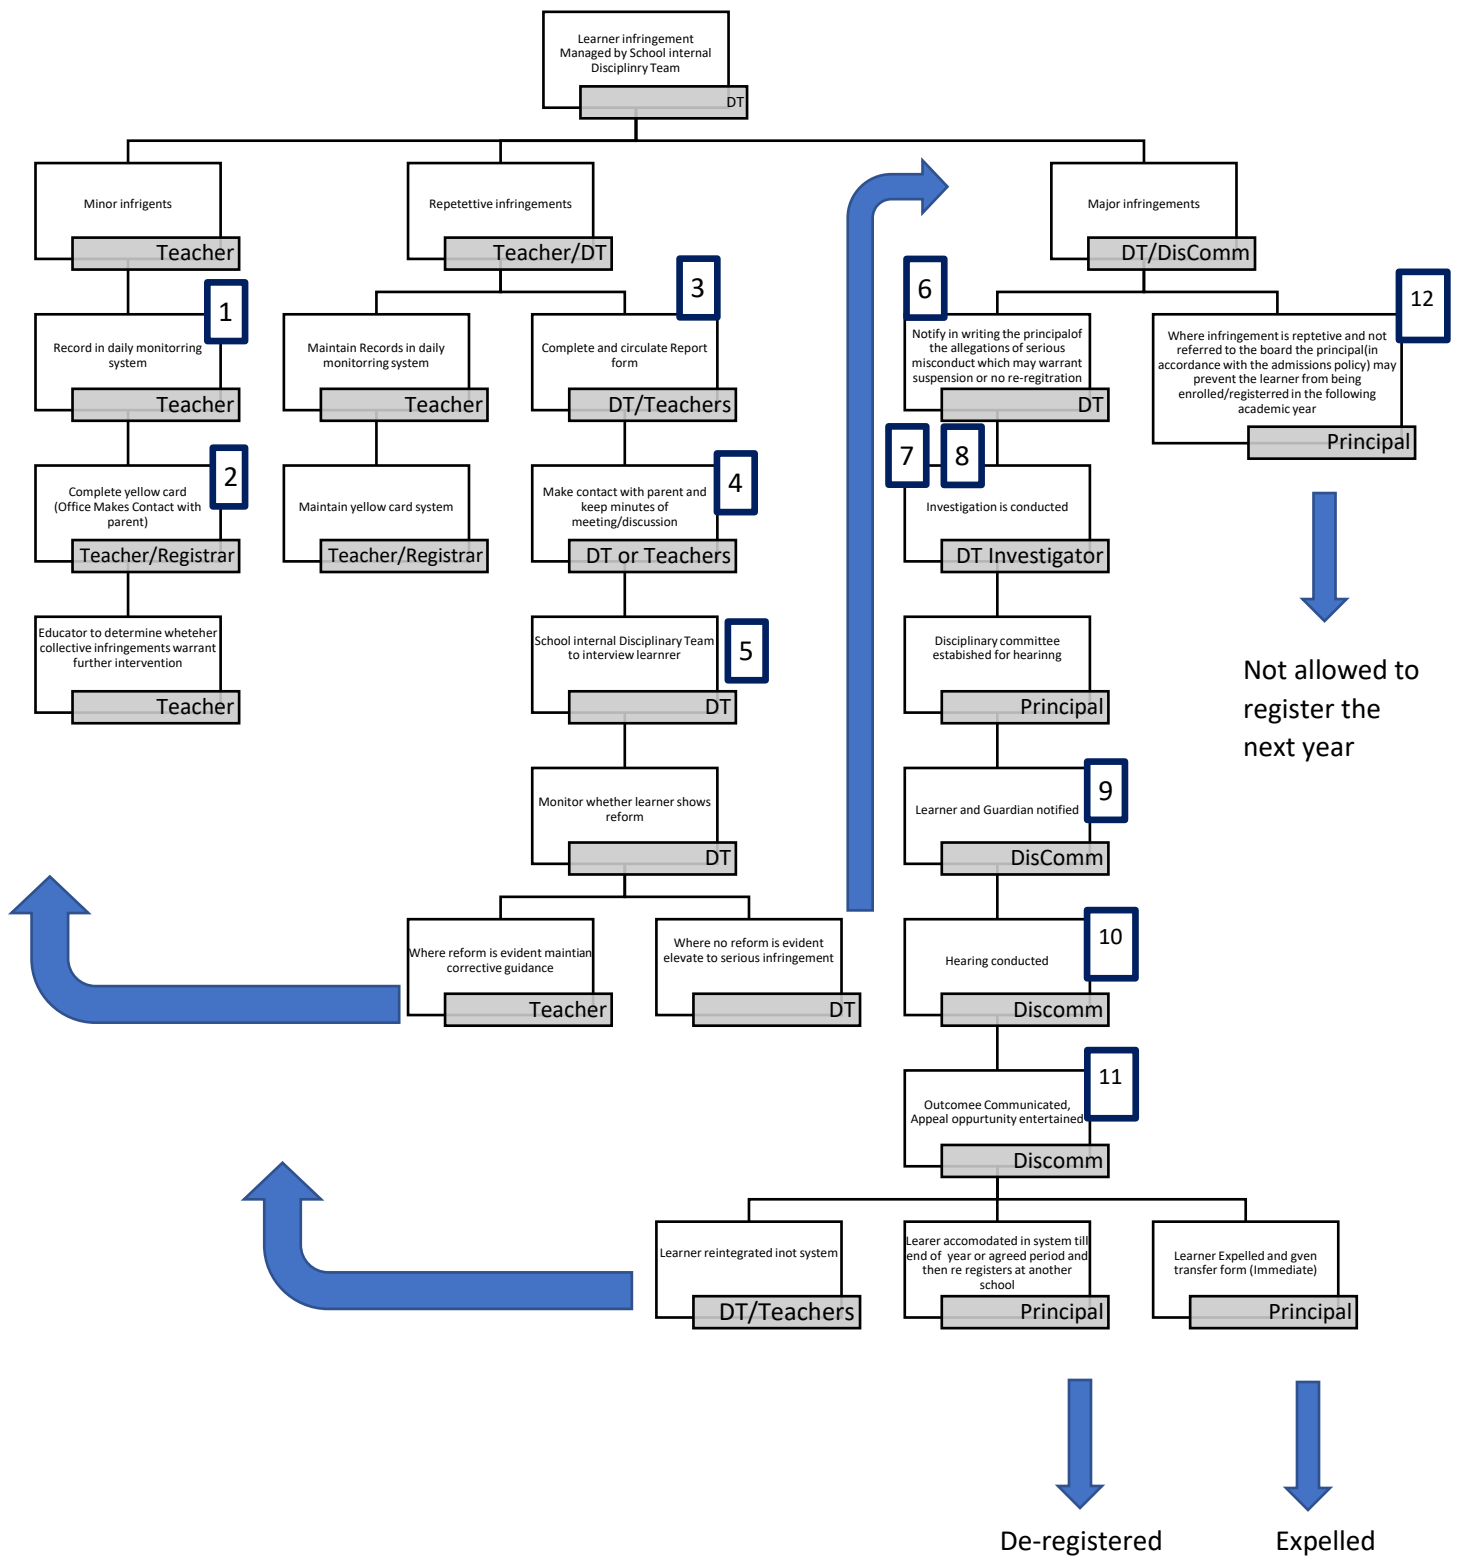 Learner infringement
Managed by School internal
Disciplinry Team
DT
Minor infrigents
Teacher
Repetettive infringements
Teacher/DT
Major infringements
DT/DisComm
1
Record in daily monitorring
system
Teacher
Maintain Records in daily
monitorring system
Teacher
3
Complete and circulate Report
form
DT/Teachers
6
Notify in writing the principalof
the allegations of serious
misconduct which may warrant
suspension or no re-regitration
DT
12
Where infringement is reptetive and not
referred to the board the principal(in
accordance with the admissions policy) may
prevent the learner from being
enrolled/registerred in the following
academic year
Principal
2
Complete yellow card
(Office Makes Contact with
parent)
Teacher/Registrar
Maintain yellow card system
Teacher/Registrar
4
Make contact with parent and
keep minutes of
meeting/discussion
DT or Teachers
7
8
Investigation is conducted
DT Investigator
Educator to determine wheteher
collective infringements warrant
further intervention
Teacher
5
School internal Disciplinary Team
to interview learnrer
DT
Disciplinary committee
estabished for hearinng
Principal
Not allowed to
register the
next year
Monitor whether learner shows
reform
DT
9
Learner and Guardian notified
DisComm
Where reform is evident maintian
corrective guidance
Teacher
Where no reform is evident
elevate to serious infringement
DT
10
Hearing conducted
Discomm
11
Outcomee Communicated,
Appeal oppurtunity entertained
Discomm
Learner reintegrated inot system
DT/Teachers
Learer accomodated in system till
end of  year or agreed period and
then re registers at another
school
Principal
Learner Expelled and gven
transfer form (Immediate)
Principal
De-registered
Expelled